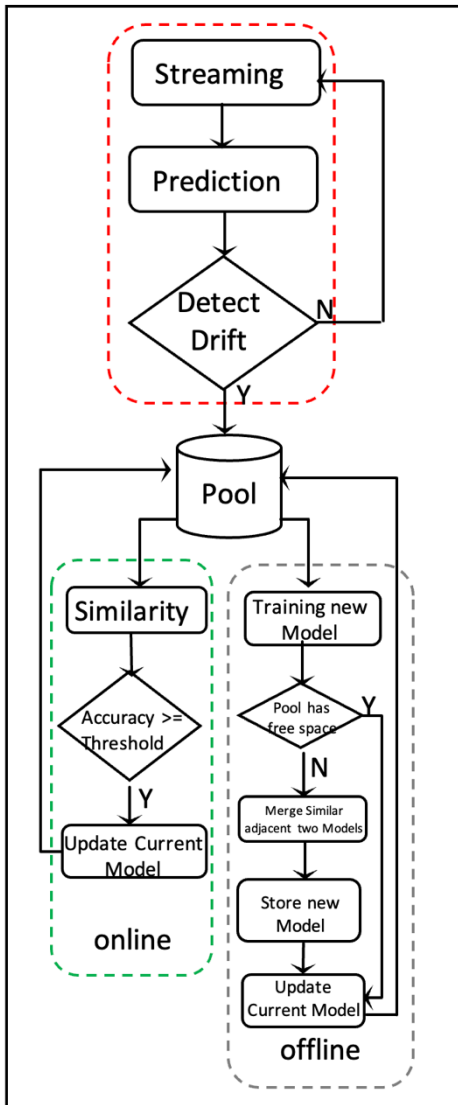 Streaming
Prediction
Detect
Drift
N
Y
Pool
Similarity
Accuracy >=
Threshold
Y
Update Current
Model
online
Training new
Model
Pool has
free space
Y
N
Merge Similar
adjacent two Models
Store new
Model
Update
Current Model
offline